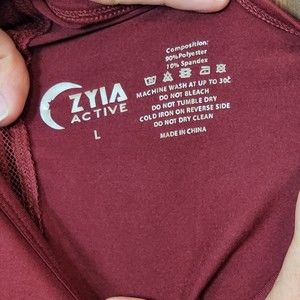 ZYIA
ACTIVE
L
Composition:
90%Polyetter
10% Spandex
MACHINE WASH AT UP TO 30C
DO NOT BLEACH
DO NOT TUMBLE DRY
COLD IRON ON REVERSE SIDE
DO NOT DRY CLEAN
MADE IN CHINA